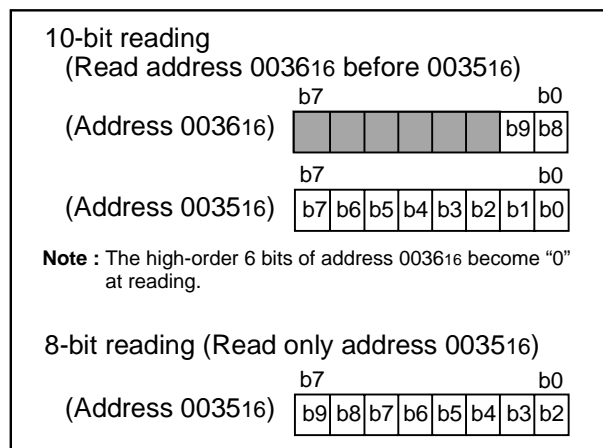 10-bit reading
(Read address 003616 before 003516)
b7 b0
(Address 003616) b9 b8
b7 b0
(Address 003516) b7 b6 b5 b4 b3 b2 b1 b0
Note : The high-order 6 bits of address 003616 become “0”
at reading.
8-bit reading (Read only address 003516)
b7 b0
(Address 003516) b9 b8 b7 b6 b5 b4 b3 b2